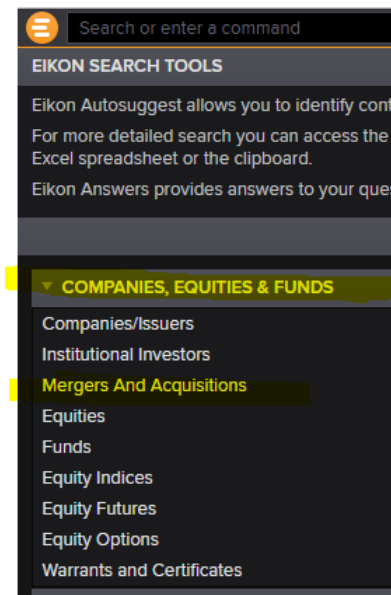 Search or enter a command
EIKON SEARCH TOOLS
Eikon Autosuggest allows you to identify
For more detailed search you can access the
Excel spreadsheet or the clipboard.
Eikon Answers provides answers to your
COMPANIES, EQUITIES & FUNDS
Companies/Issuers
Institutional Investors
Mergers And Acquisitions
Equities
Funds
Equity Indices
Equity Futures
Equity Options
Warrants and Certificates